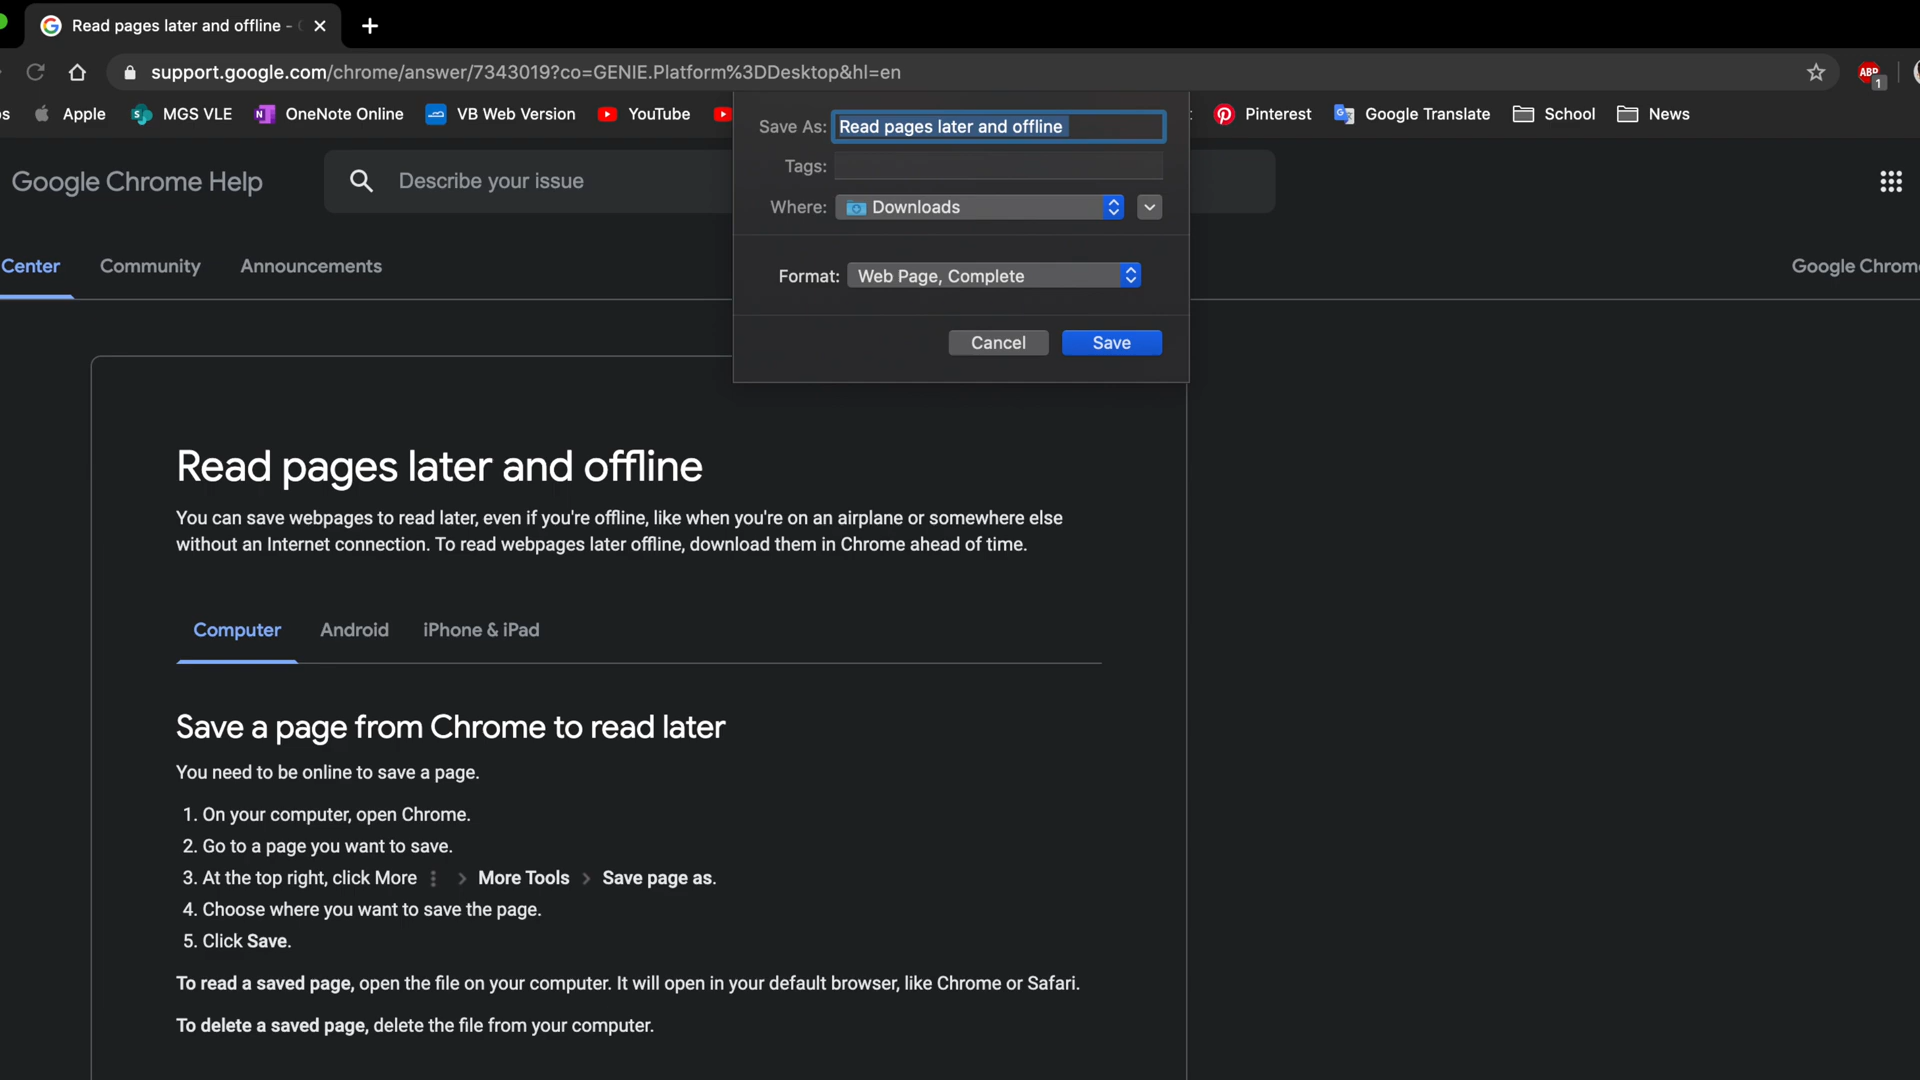 Read pages later and offline -
support.google.com/chrome/answer/7343019?co=GENIE.Platform%3DDesktop&hl=en
ABP
1
Apple
MGS VLE
N
OneNote Online
VB Web Version
YouTube
Pinterest
Google Translate
School
News
Save As: Read pages later and offline
Tags:
Where: Downloads
Format: Web Page, Complete
Cancel
Save
Google Chrome Help
Describe your issue
Center
Community
Announcements
Google Chrom
Read pages later and offline
You can save webpages to read later, even if you're offline, like when you're on an airplane or somewhere else
without an Internet connection. To read webpages later offline, download them in Chrome ahead of time.
Computer
Android
iPhone & iPad
Save a page from Chrome to read later
You need to be online to save a page.
1. On your computer, open Chrome.
2. Go to a page you want to save.
3. At the top right, click More > More Tools > Save page as.
4. Choose where you want to save the page.
5. Click Save.
To read a saved page, open the file on your computer. It will open in your default browser, like Chrome or Safari.
To delete a saved page, delete the file from your computer.